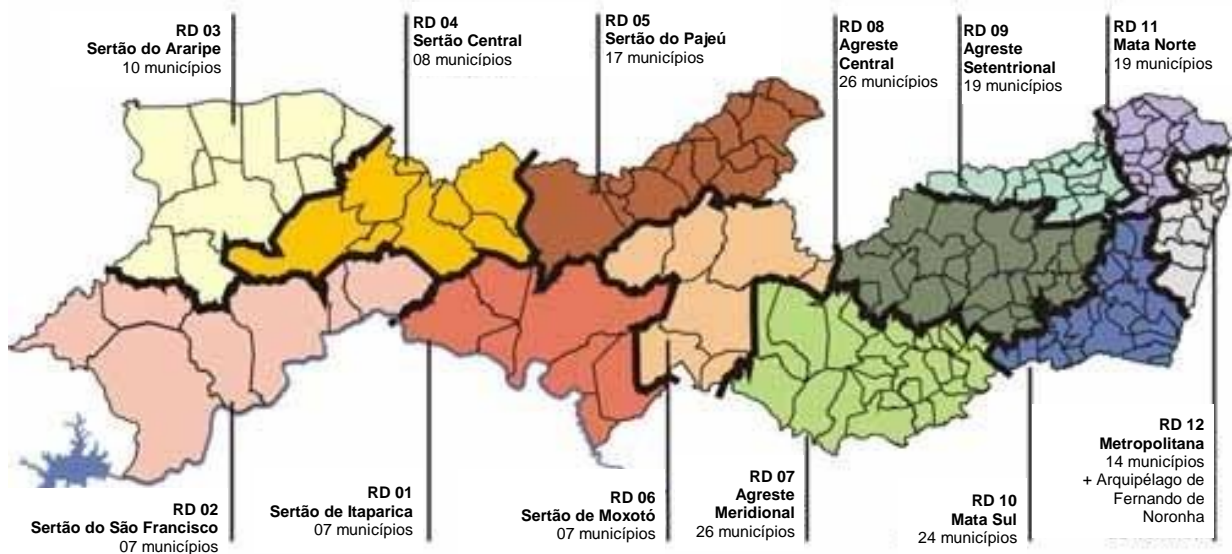 RD 03
Sertão do Araripe
10 municípios
RD 04
Sertão Central
08 municípios
RD 05
Sertão do Pajeú
17 municípios
RD 08
Agreste
Central
26 municípios
RD 09
Agreste
Setentrional
19 municípios
RD 11
Mata Norte
19 municípios
RD 02
Sertão do São Francisco
07 municípios
RD 01
Sertão de Itaparica
07 municípios
RD 06
Sertão de Moxotó
07 municípios
RD 07
Agreste
Meridional
26 municípios
RD 10
Mata Sul
24 municípios
RD 12
Metropolitana
14 municípios
+ Arquipélago de
Fernando de
Noronha